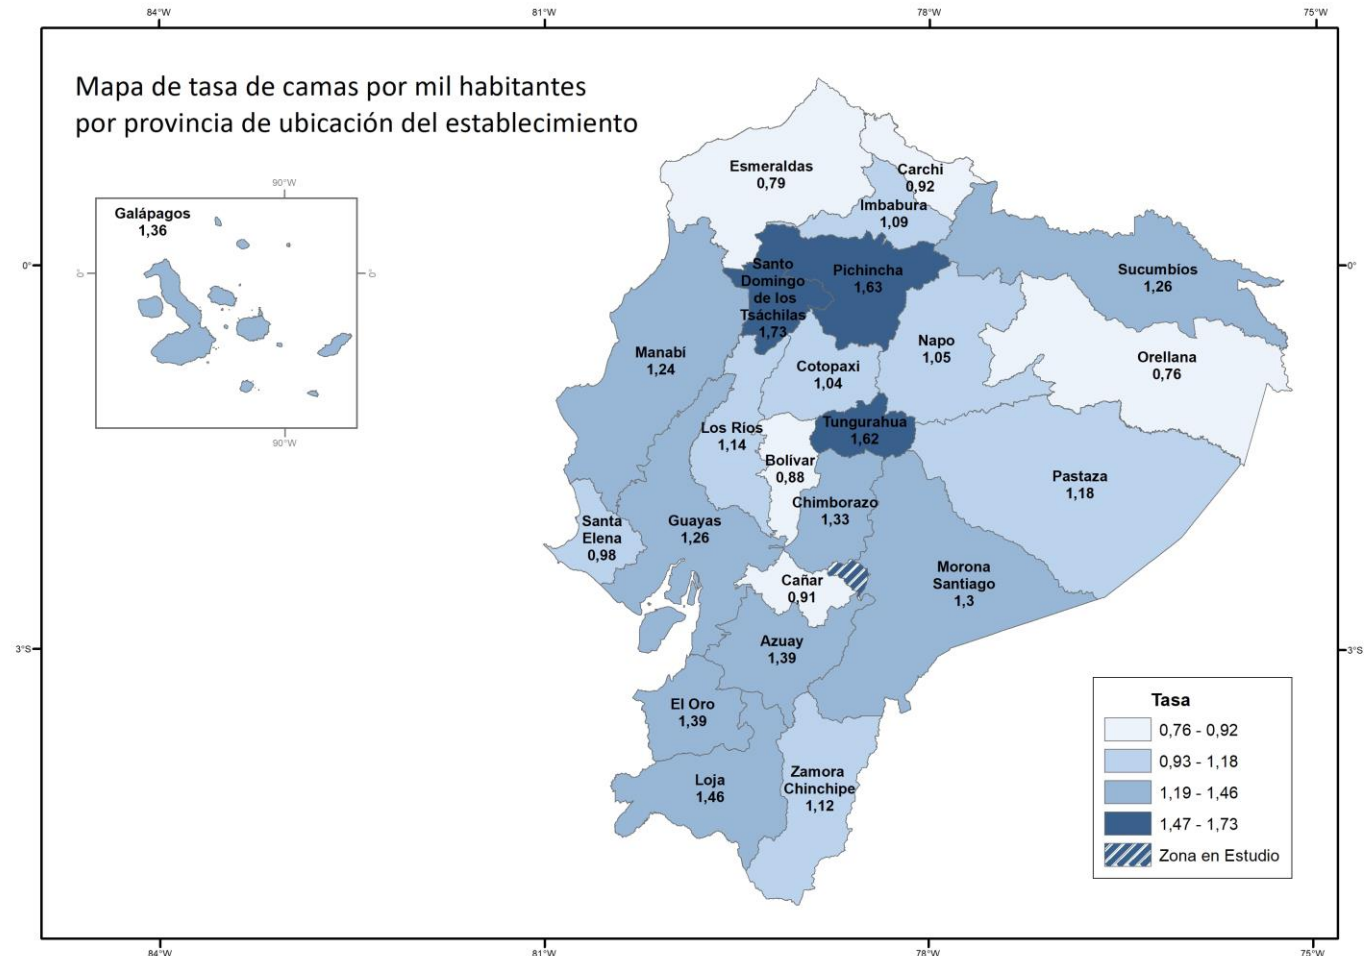 84°W
81°W
78°W
75°W
Mapa de tasa de camas por mil habitantes
por provincia de ubicación del establecimiento
90°W
Galápagos
1,36
0°
0°
90°W
0°
0°
3°S
3°S
Esmeraldas
0,79
Carchi
0,92
Imbabura
1,09
Santo
Domingo
de los
Tsáchilas
1,73
Pichincha
1,63
Sucumbíos
1,26
Manabí
1,24
Cotopaxi
1,04
Napo
1,05
Orellana
0,76
Los Ríos
1,14
Tungurahua
1,62
Bolívar
0,88
Pastaza
1,18
Chimborazo
1,33
Santa
Elena
0,98
Guayas
1,26
Cañar
0,91
Morona
Santiago
1,3
Azuay
1,39
El Oro
1,39
Loja
1,46
Zamora
Chinchipe
1,12
Tasa
0,76 - 0,92
0,93 - 1,18
1,19 - 1,46
1,47 - 1,73
Zona en Estudio
84°W
81°W
78°W
75°W